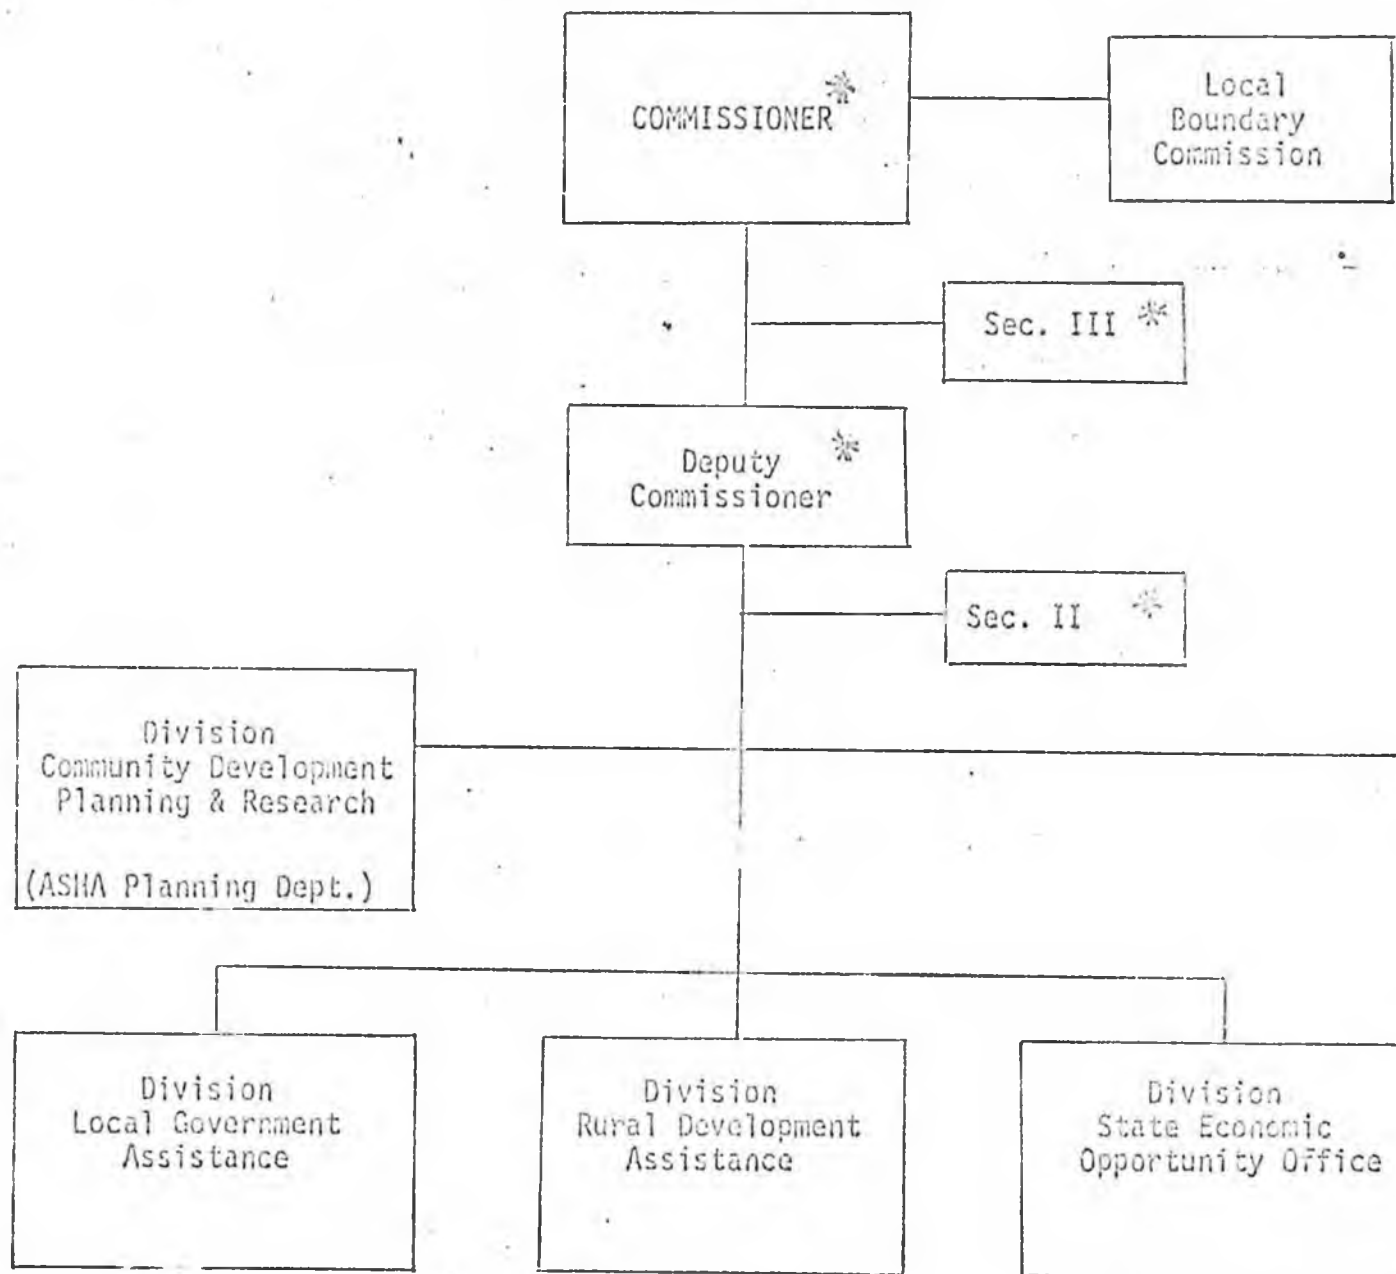 COMMISSIONER *
Local
Boundary
Commission
Sec. III *
Deputy *
Commissioner
Sec. II *
Division
Community Development
Planning & Research
(ASHA Planning Dept.)
Division
Local Government
Assistance
Division
Rural Development
Assistance
Division
State Economic
Opportunity Office